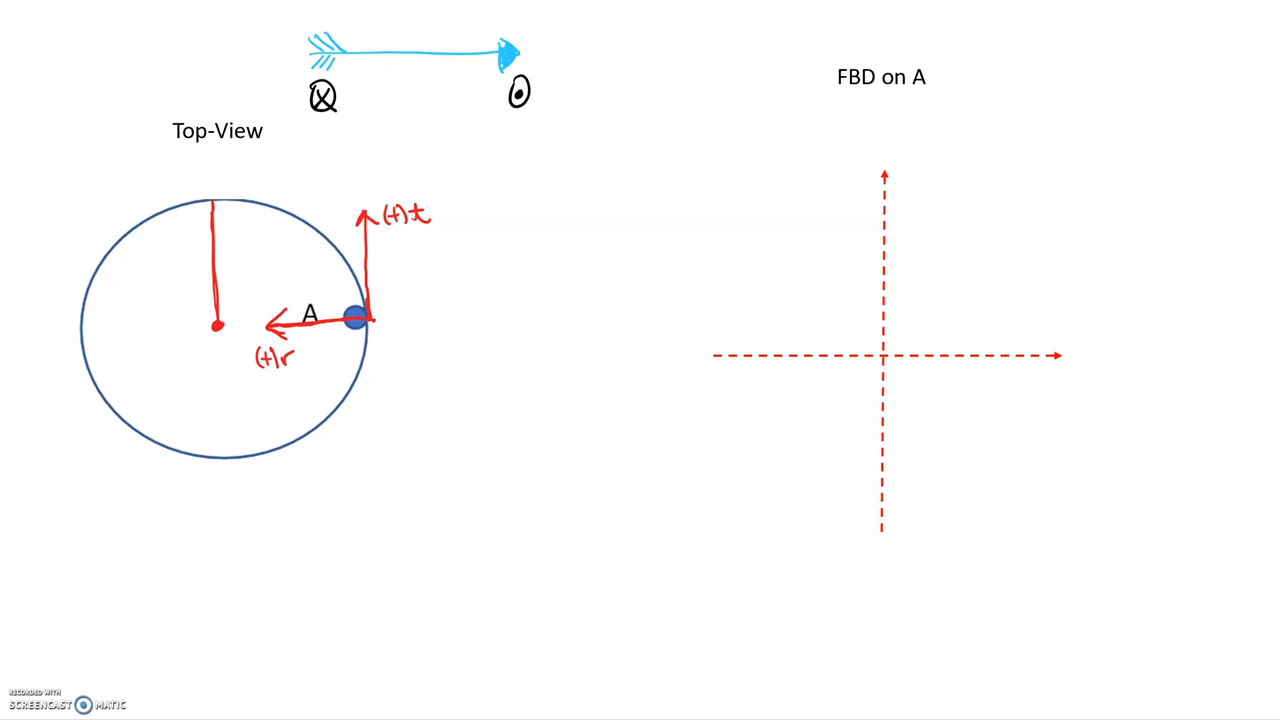 FBD on A
Top-View
(+)t
A
(+)r
RECORDED WITH
SCREENCAST MATIC